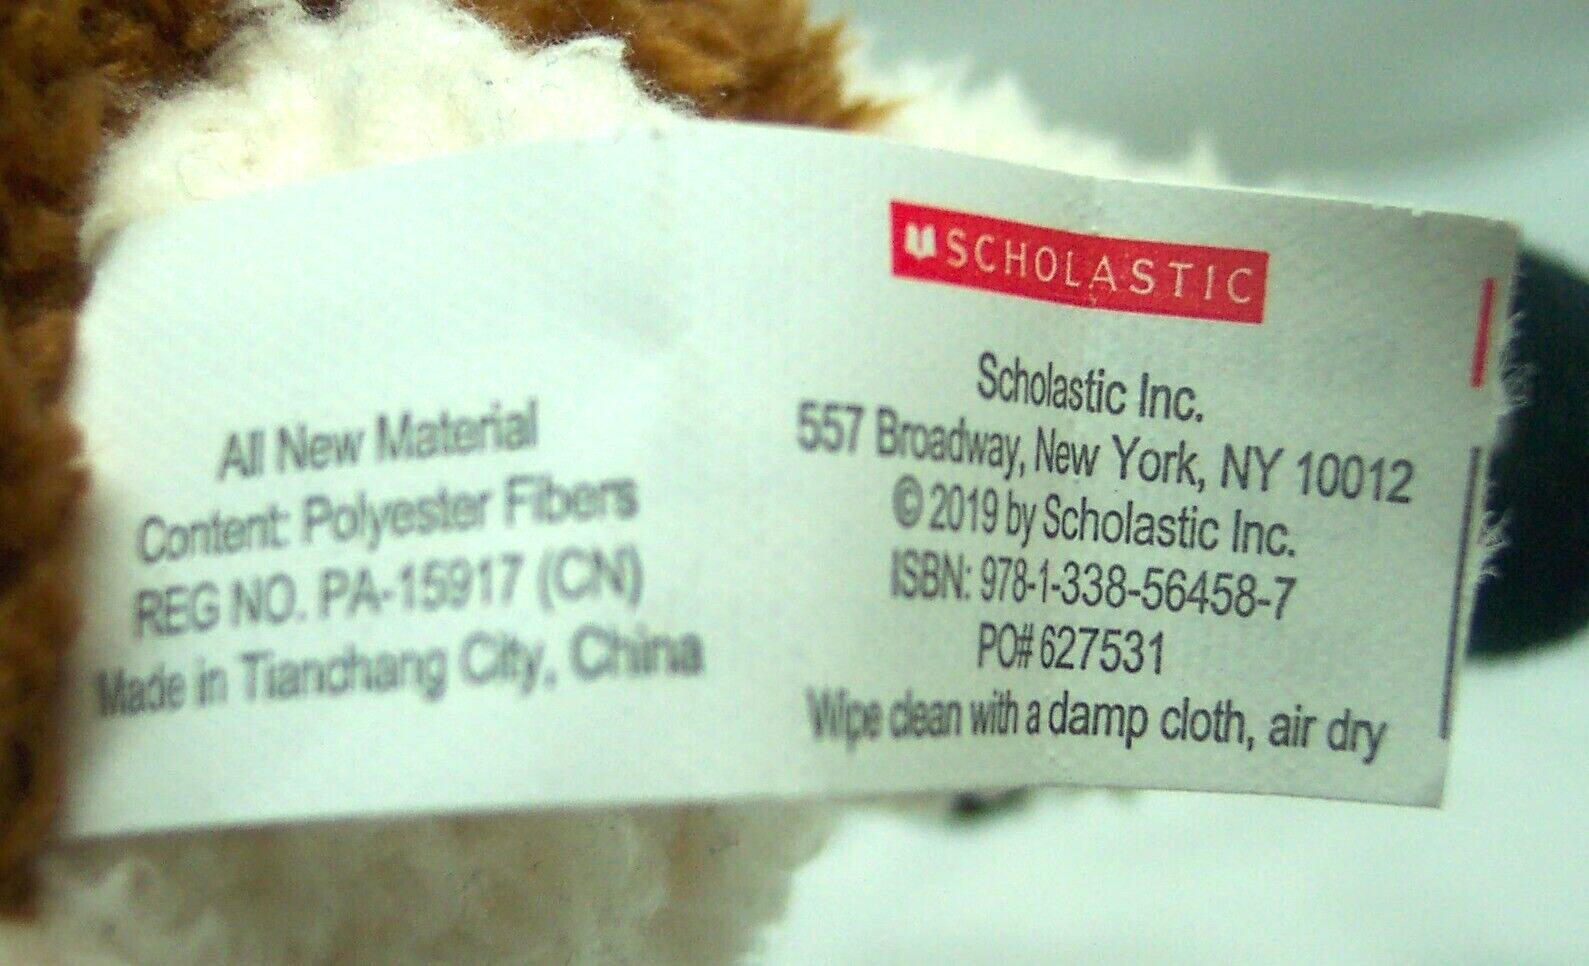 All New Material
Content: Polyester Fibers
REG NO. PA-15917 (CN)
Made in Tianchang City, China
SCHOLASTIC
Scholastic Inc.
557 Broadway, New York, NY 10012
© 2019 by Scholastic Inc.
ISBN: 978-1-338-56458-7
PO# 627531
Wipe clean with a damp cloth, air dry